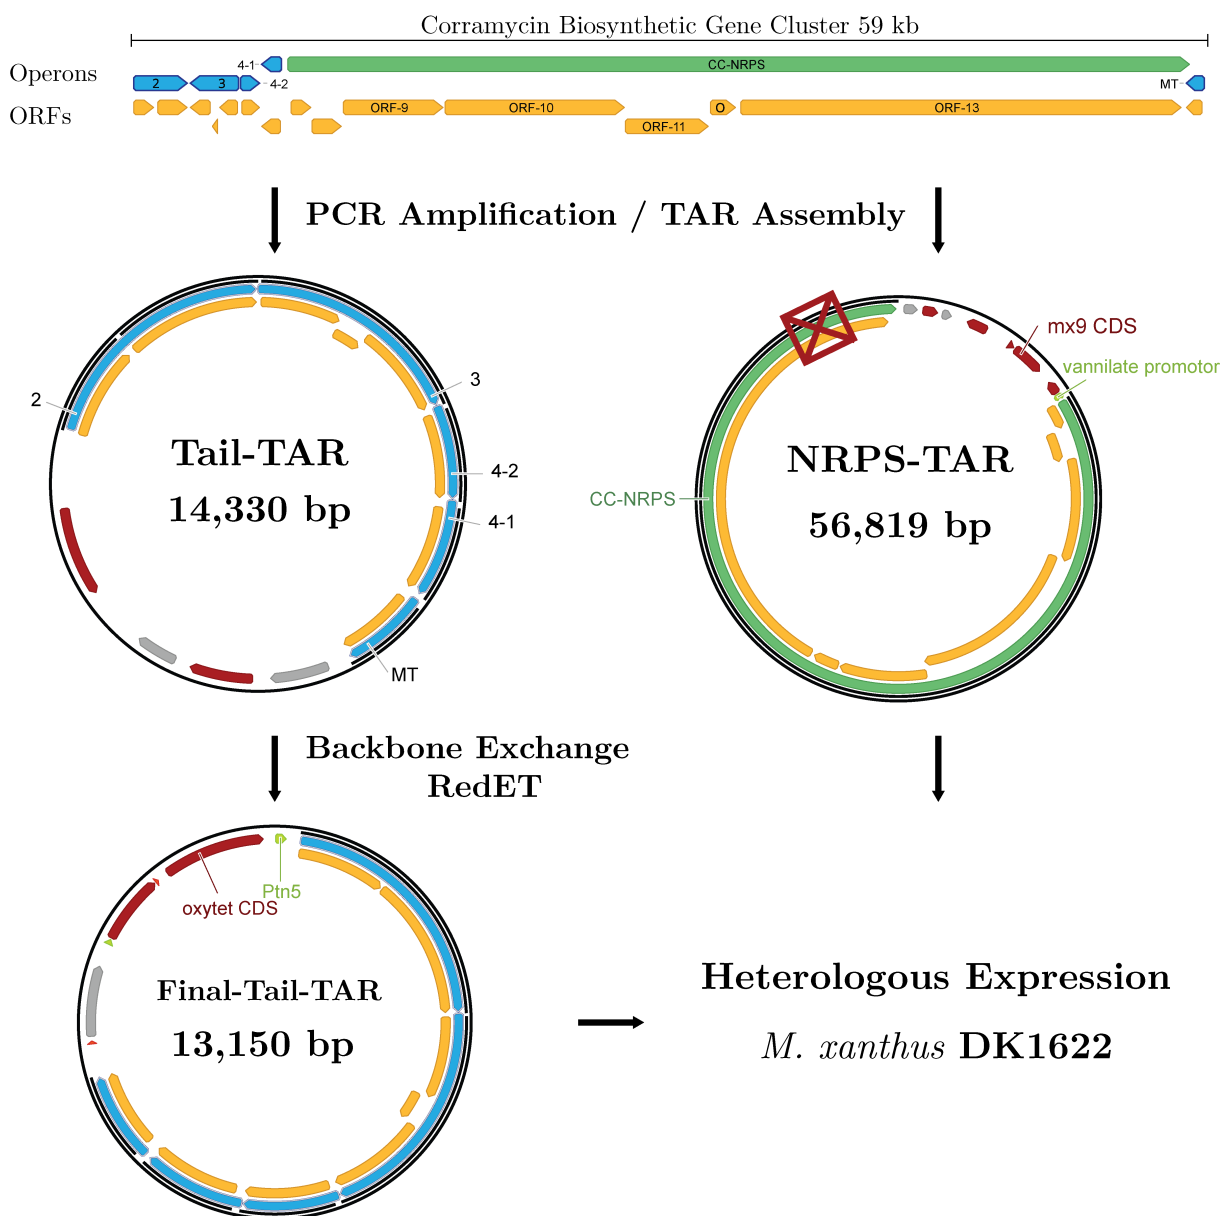 Corramycin Biosynthetic Gene Cluster 59 kb
Operons
4-1
CC-NRPS
2
3
4-2
MT
ORFs
ORF-9
ORF-10
O
ORF-13
ORF-11
PCR Amplification / TAR Assembly
2
3
4-2
4-1
MT
Tail-TAR
14,330 bp
mx9 CDS
vannilate promotor
CC-NRPS
NRPS-TAR
56,819 bp
Backbone Exchange
RedET
Ptn5
oxytet CDS
Final-Tail-TAR
13,150 bp
Heterologous Expression
M. xanthus DK1622